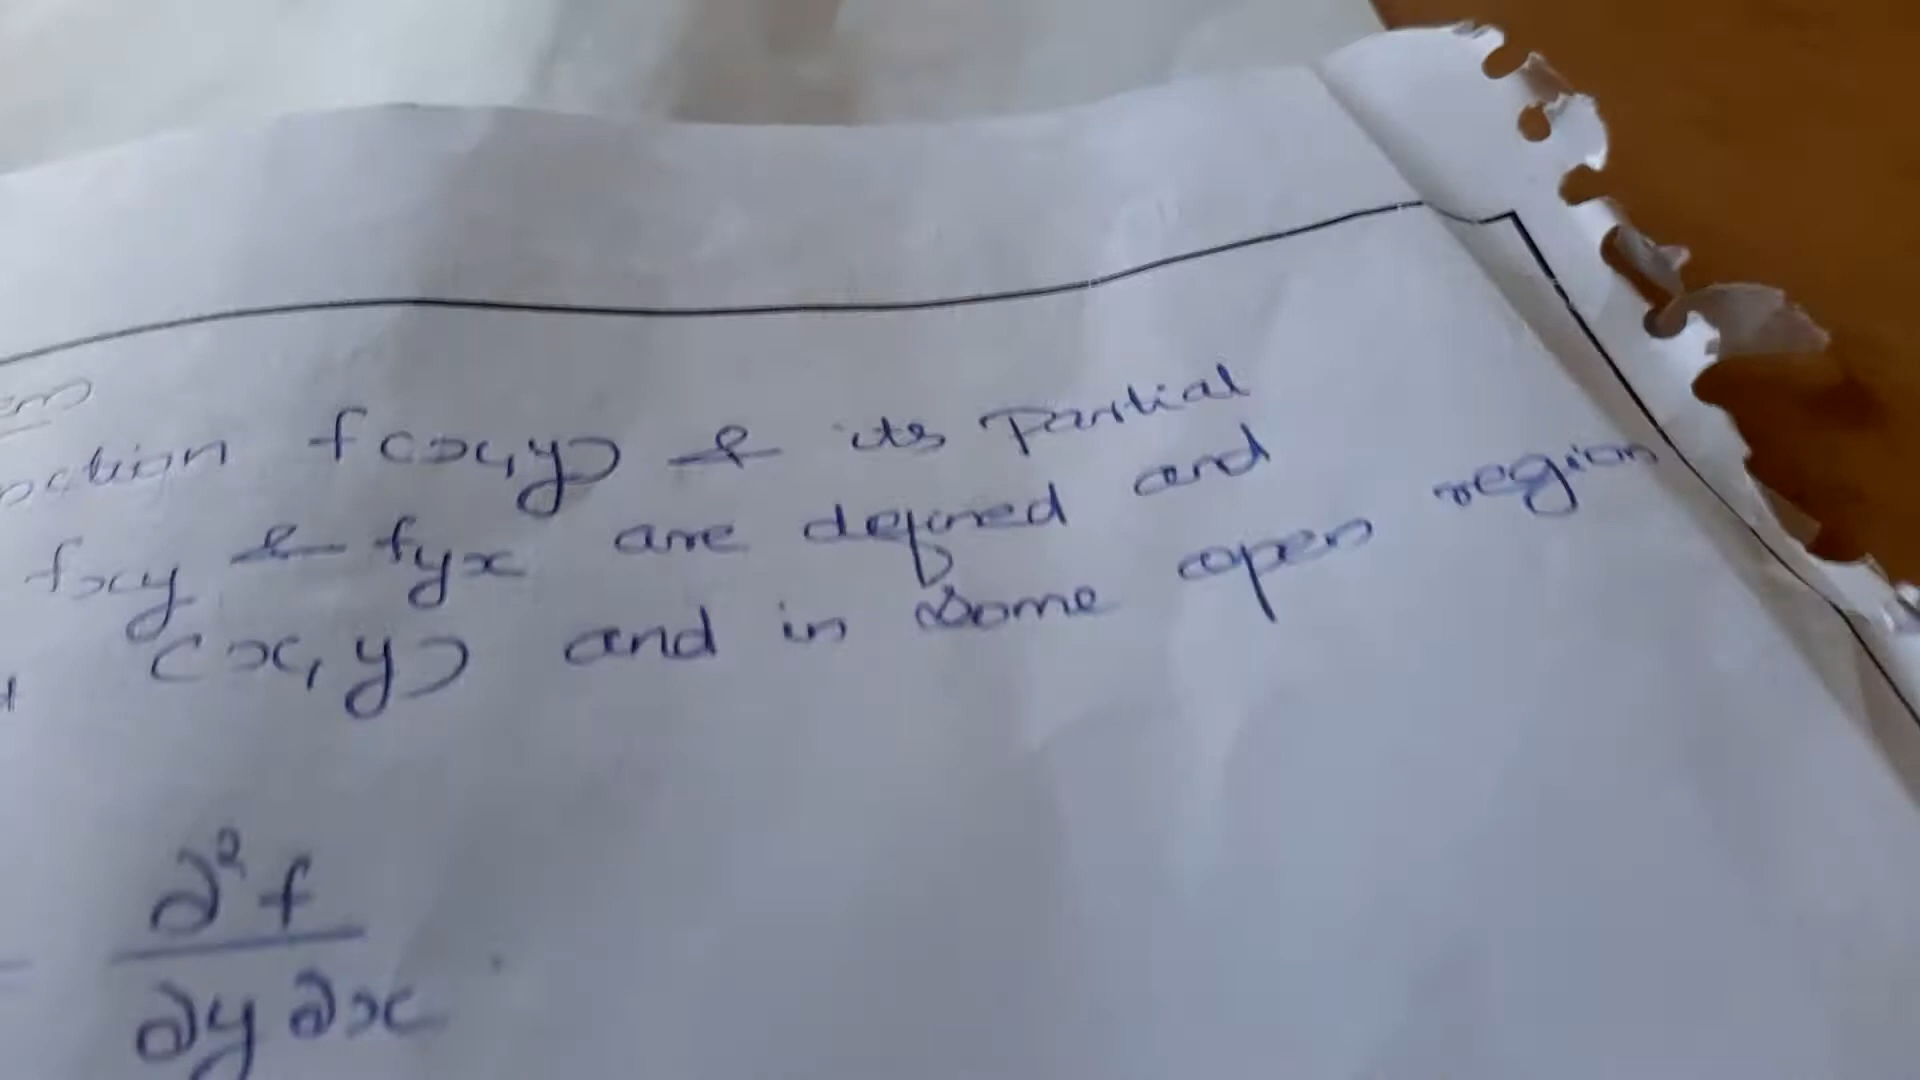 f(x,y) & its Partial
fxy & fyx are defined and
(x, y) and in some open region
∂²f
∂y ∂x